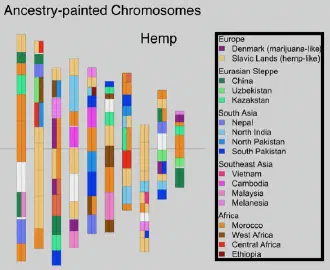 Ancestry-painted Chromosomes
Hemp
Europe
Denmark (marijuana-like)
Slavic Lands (hemp-like)
Eurasian Steppe
China
Uzbekistan
Kazakstan
South Asia
Nepal
North India
North Pakistan
South Pakistan
Southeast Asia
Vietnam
Cambodia
Malaysia
Melanesia
Africa
Morocco
West Africa
Central Africa
Ethiopia